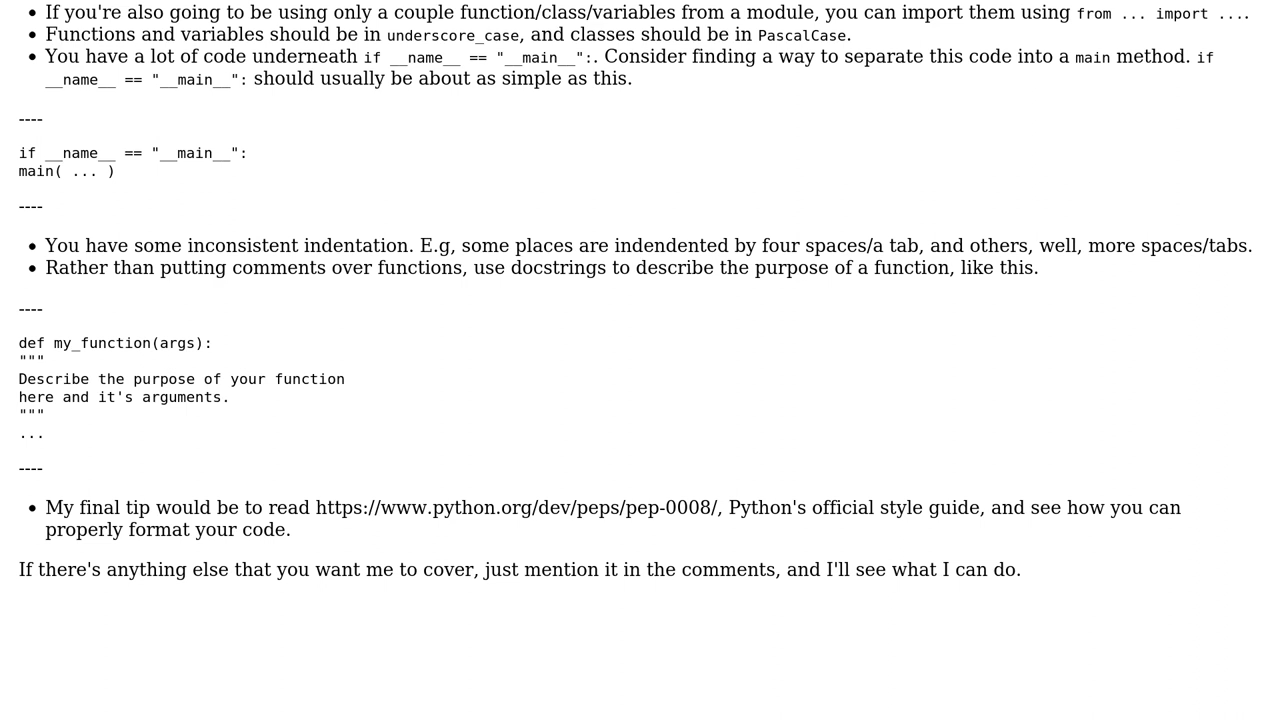 • If you're also going to be using only a couple function/class/variables from a module, you can import them using from ... import ....
• Functions and variables should be in underscore_case, and classes should be in PascalCase.
• You have a lot of code underneath if __name__ == "__main__":. Consider finding a way to separate this code into a main method. if
__name__ == "__main__": should usually be about as simple as this.
----
if __name__ == "__main__":
main( ... )
----
• You have some inconsistent indentation. E.g, some places are indendented by four spaces/a tab, and others, well, more spaces/tabs.
• Rather than putting comments over functions, use docstrings to describe the purpose of a function, like this.
----
def my_function(args):
"""
Describe the purpose of your function
here and it's arguments.
"""
...
----
• My final tip would be to read https://www.python.org/dev/peps/pep-0008/, Python's official style guide, and see how you can
properly format your code.
If there's anything else that you want me to cover, just mention it in the comments, and I'll see what I can do.